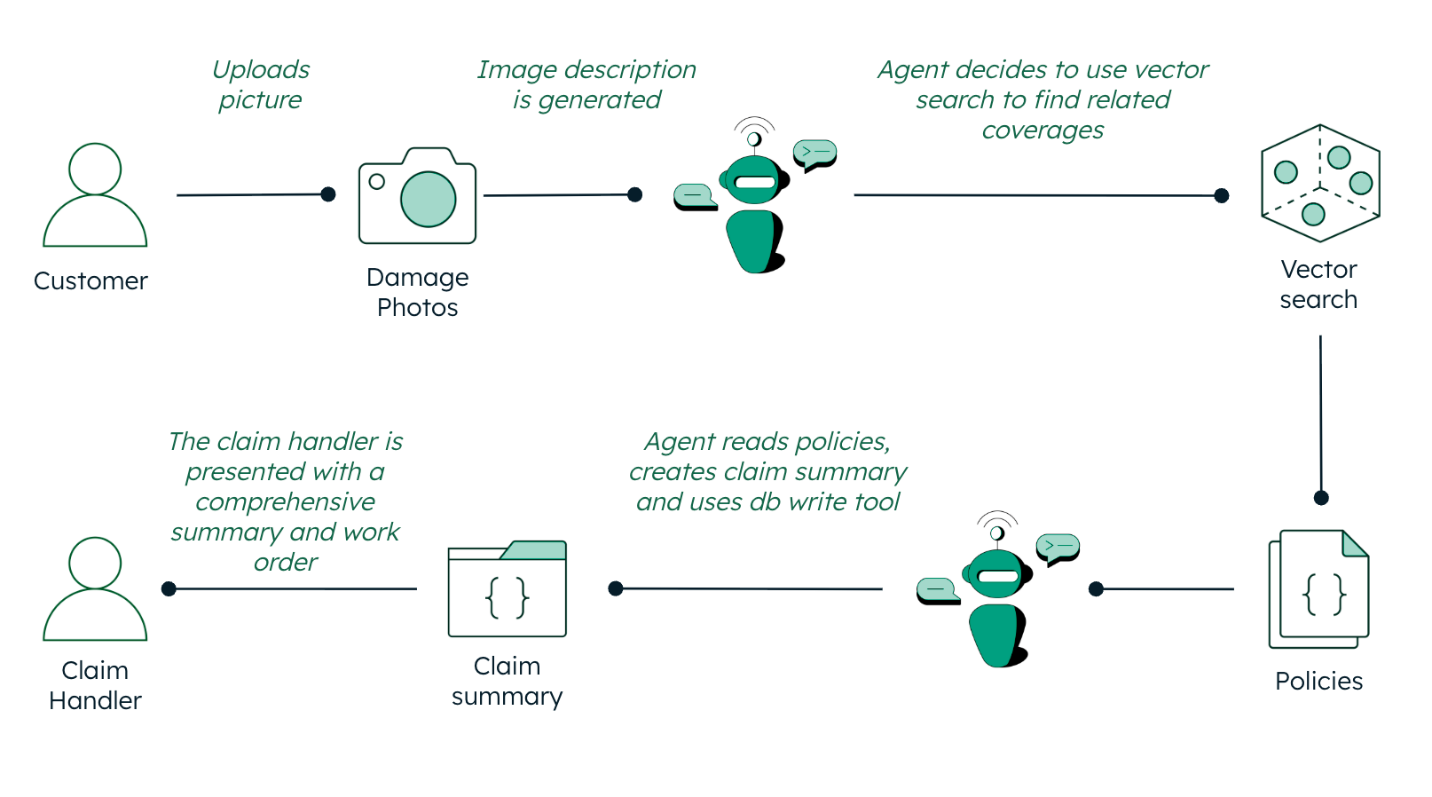 Uploads
picture
Image description
is generated
Agent decides to use vector
search to find related
coverages
Customer
Damage
Photos
Vector
search
The claim handler is
presented with a
comprehensive
summary and work
order
Agent reads policies,
creates claim summary
and uses db write tool
Claim
Handler
Claim
summary
{ }
{ }
Policies